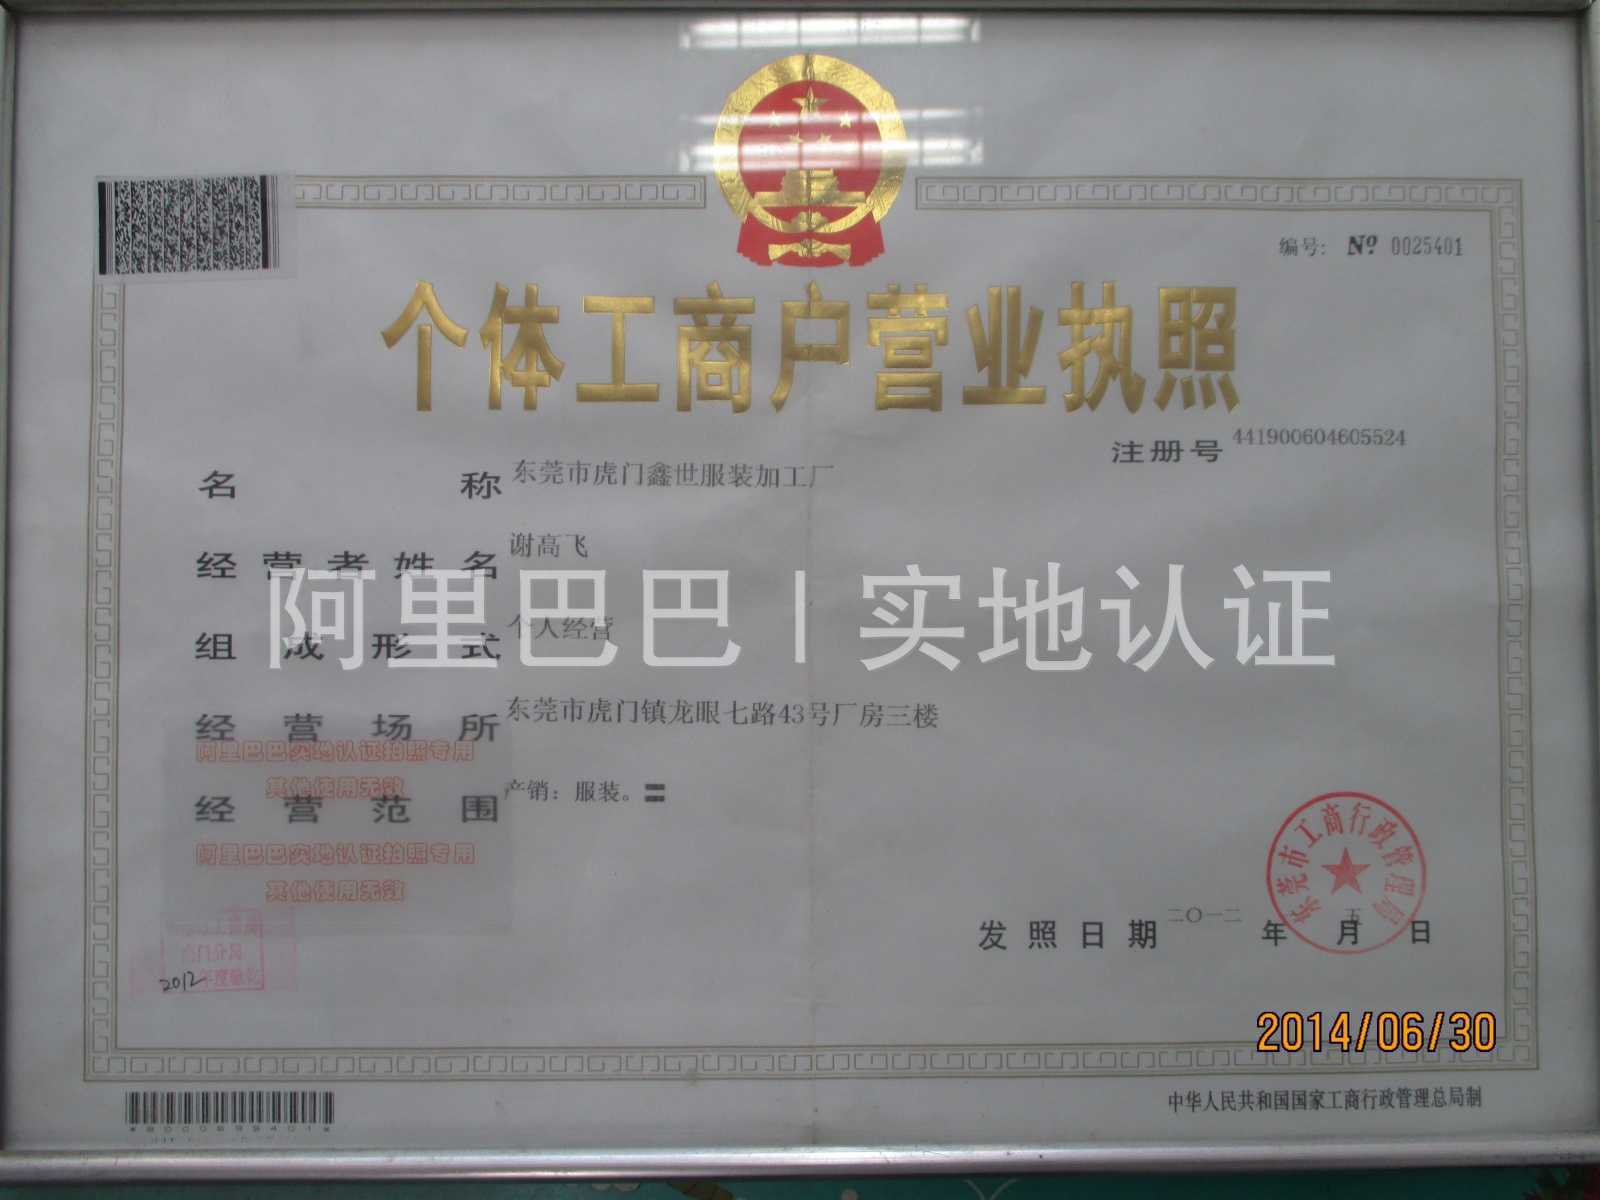 编号: Nº 0025401
个体工商户营业执照
注册号 441900604605524
名称 东莞市虎门鑫世服装加工厂
经营者姓名 谢高飞
阿里巴巴 | 实地认证
组成形式 个人经营
经营场所 东莞市虎门镇龙眼七路43号厂房三楼
阿里巴巴实地认证拍照专用
其他使用无效
经营范围 产销：服装。〓
阿里巴巴实地认证拍照专用
其他使用无效
东莞市工商行政管理局
发照日期 二〇一二 年 五 月 日
2012年度
2014/06/30
中华人民共和国国家工商行政管理总局制